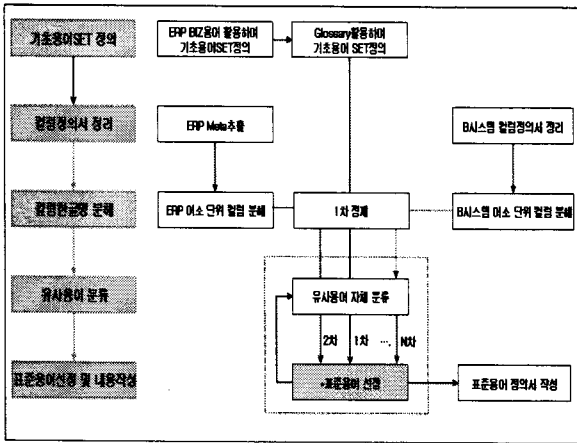 기초용어SET 정의
ERP BIZ용어 활용하여
기초용어SET정의
Glossary활용하여
기초용어 SET정의
컬럼정의서 정리
ERP Meta추출
B시스템 컬럼정의서 정리
컬럼한글명 분해
ERP 어소 단위 컬럼 분해
1차 정제
B시스템 어소 단위 컬럼 분해
유사용어 분류
유사용어 자체 분류
2차
1차
....
N차
표준용어선정 및 내용작성
표준용어 선정
표준용어 정의서 작성